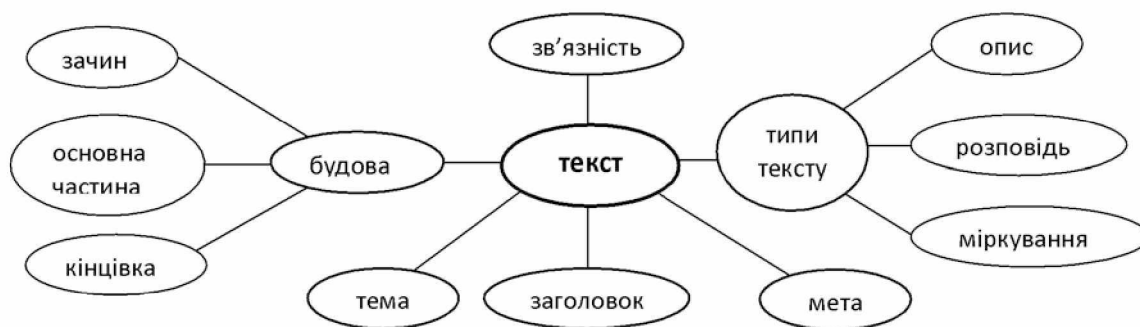 зв’язність
зачин
опис
основна
частина
будова
текст
типи
тексту
розповідь
кінцівка
міркування
тема
заголовок
мета